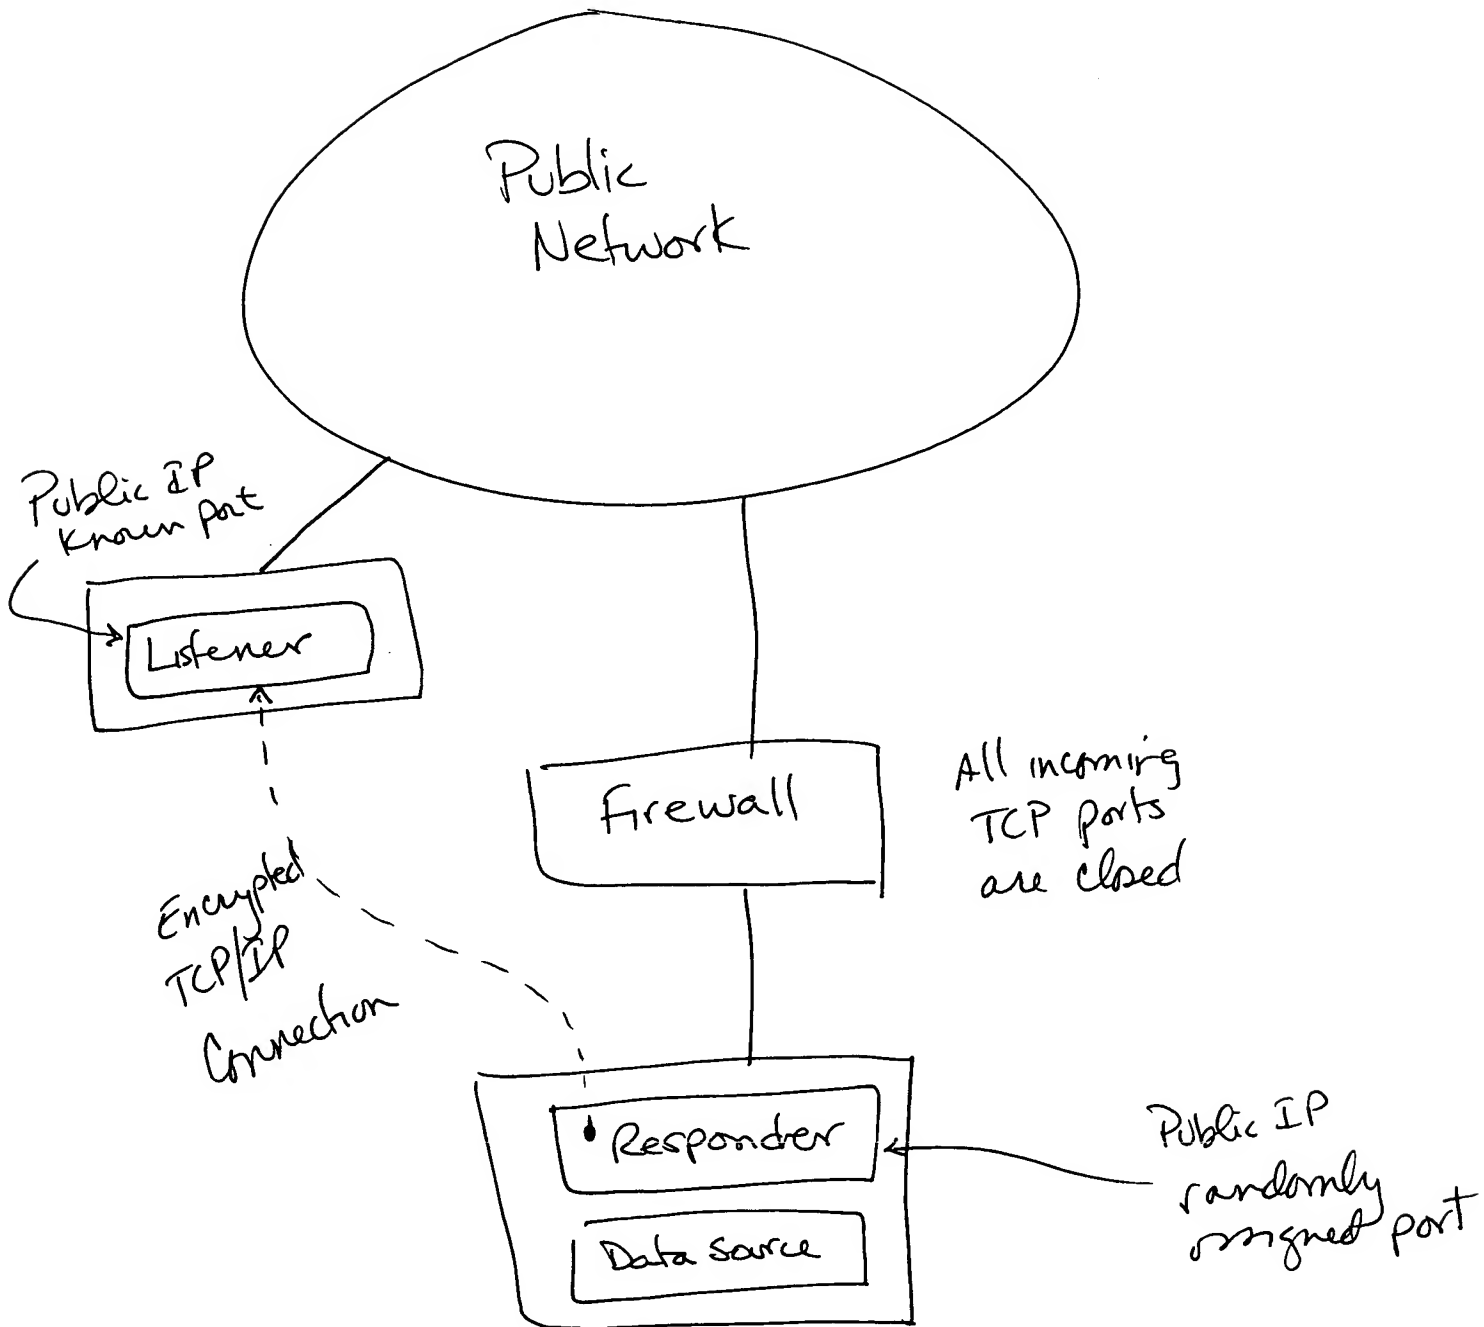 Public
Network
Public IP
Known port
Listener
Firewall
All incoming
TCP ports
are closed
Encrypted
TCP/IP
Connection
Responder
Data source
Public IP
randomly
assigned port